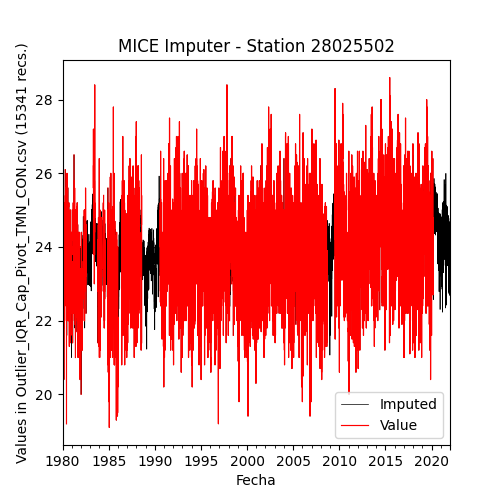 MICE Imputer - Station 28025502
Values in Outlier_IQR_Cap_Pivot_TMN_CON.csv (15341 recs.)
28
26
24
22
20
Imputed
Value
1980 1985 1990 1995 2000 2005 2010 2015 2020
Fecha